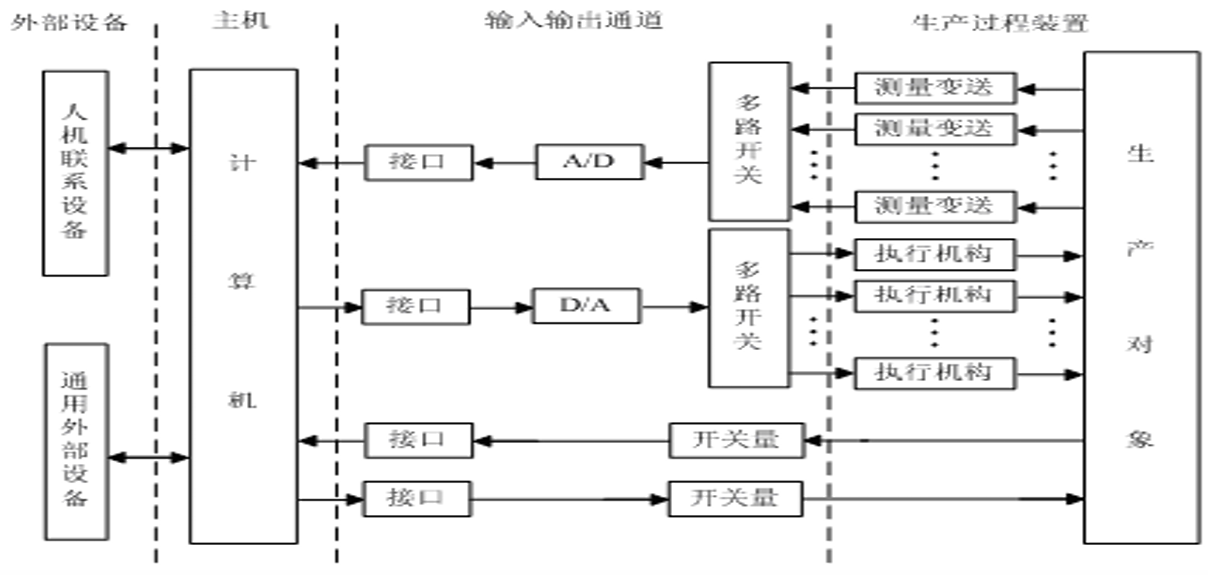 外部设备
主机
输入输出通道
生产过程装置
人机联系设备
通用外部设备
计算机
接口
A/D
多路开关
测量变送
测量变送
测量变送
接口
D/A
多路开关
执行机构
执行机构
执行机构
接口
开关量
接口
开关量
生产对象